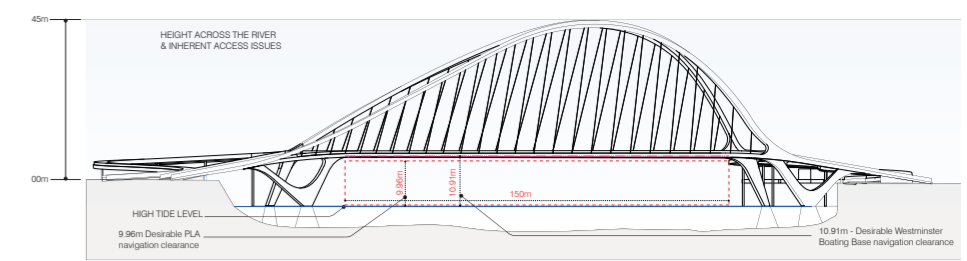 45m
HEIGHT ACROSS THE RIVER
& INHERENT ACCESS ISSUES
00m
9.96m
10.91m
150m
HIGH TIDE LEVEL
9.96m Desirable PLA
navigation clearance
10.91m - Desirable Westminster
Boating Base navigation clearance